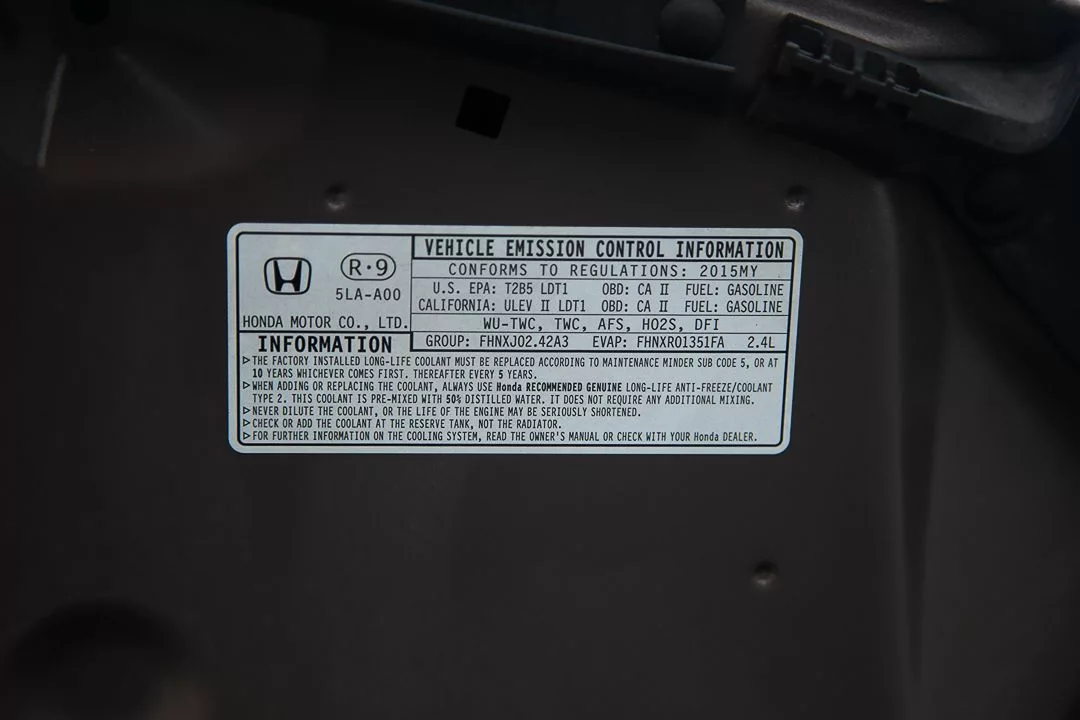 R·9
5LA-A00
HONDA MOTOR CO., LTD.
VEHICLE EMISSION CONTROL INFORMATION
CONFORMS TO REGULATIONS: 2015MY
U.S. EPA: T2B5 LDT1 OBD: CA II FUEL: GASOLINE
CALIFORNIA: ULEV II LDT1 OBD: CA II FUEL: GASOLINE
WU-TWC, TWC, AFS, HO2S, DFI
GROUP: FHNXJ02.42A3 EVAP: FHNXR01351FA 2.4L
INFORMATION
▷THE FACTORY INSTALLED LONG-LIFE COOLANT MUST BE REPLACED ACCORDING TO MAINTENANCE MINDER SUB CODE 5, OR AT
10 YEARS WHICHEVER COMES FIRST. THEREAFTER EVERY 5 YEARS.
▷WHEN ADDING OR REPLACING THE COOLANT, ALWAYS USE Honda RECOMMENDED GENUINE LONG-LIFE ANTI-FREEZE/COOLANT
TYPE 2. THIS COOLANT IS PRE-MIXED WITH 50% DISTILLED WATER. IT DOES NOT REQUIRE ANY ADDITIONAL MIXING.
▷NEVER DILUTE THE COOLANT, OR THE LIFE OF THE ENGINE MAY BE SERIOUSLY SHORTENED.
▷CHECK OR ADD THE COOLANT AT THE RESERVE TANK, NOT THE RADIATOR.
▷FOR FURTHER INFORMATION ON THE COOLING SYSTEM, READ THE OWNER'S MANUAL OR CHECK WITH YOUR Honda DEALER.